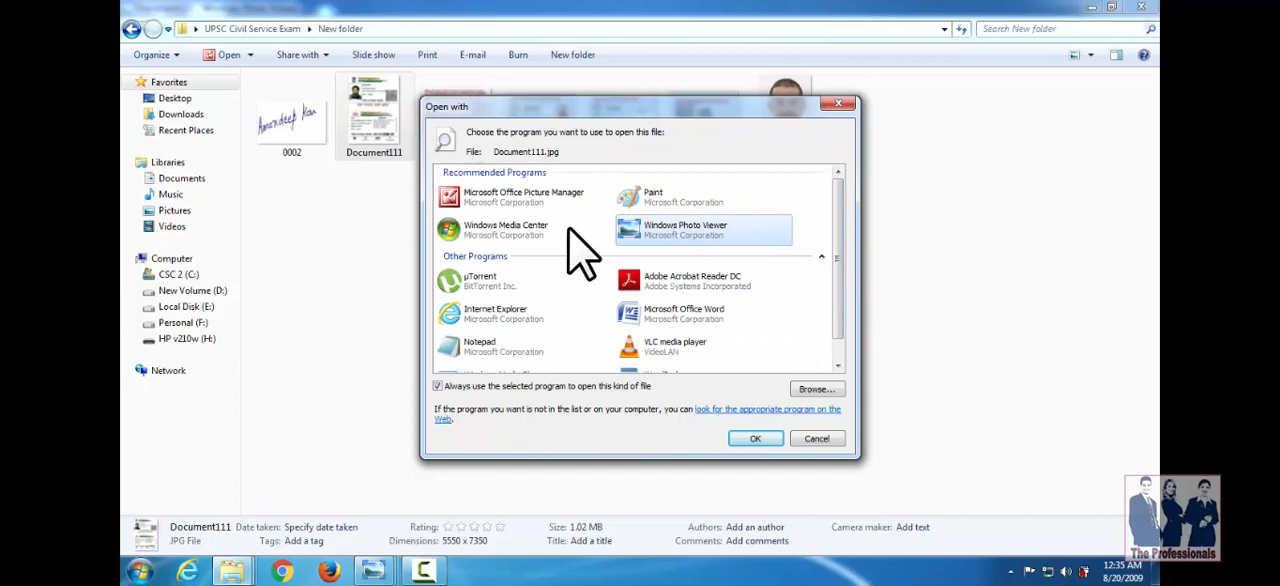 UPSC Civil Service Exam
New folder
Search New folder
Organize
Open
Share with
Slide show
Print
E-mail
Burn
New folder
Favorites
Desktop
Downloads
Recent Places
Libraries
Documents
Music
Pictures
Videos
Computer
CSC 2 (C:)
New Volume (D:)
Local Disk (E:)
Personal (F:)
HP v210w (H:)
Network
0002
Document111
Open with
Choose the program you want to use to open this file:
File: Document111.jpg
Recommended Programs
Microsoft Office Picture Manager
Microsoft Corporation
Paint
Microsoft Corporation
Windows Media Center
Microsoft Corporation
Windows Photo Viewer
Microsoft Corporation
Other Programs
µTorrent
BitTorrent Inc.
Adobe Acrobat Reader DC
Adobe Systems Incorporated
Internet Explorer
Microsoft Corporation
Microsoft Office Word
Microsoft Corporation
Notepad
Microsoft Corporation
VLC media player
VideoLAN
Always use the selected program to open this kind of file
Browse...
If the program you want is not in the list or on your computer, you can look for the appropriate program on the
Web.
OK
Cancel
Document111 Date taken: Specify date taken
JPG File
Tags: Add a tag
Rating:
Dimensions: 5550 x 7350
Size: 1.02 MB
Title: Add a title
Authors: Add an author
Comments: Add comments
Camera maker: Add text
The Professionals
12:35 AM
8/20/2009